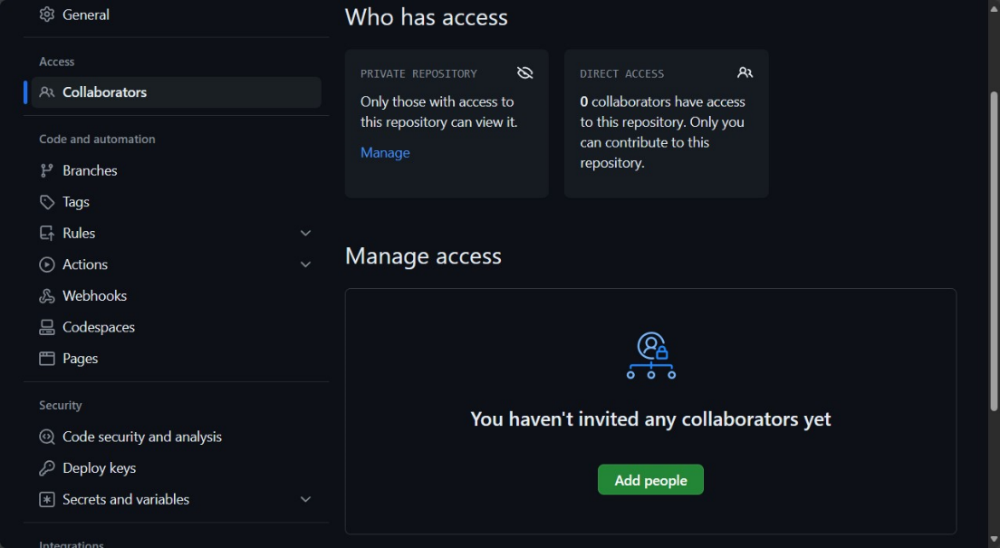 General
Access
Collaborators
Code and automation
Branches
Tags
Rules
Actions
Webhooks
Codespaces
Pages
Security
Code security and analysis
Deploy keys
Secrets and variables
Integrations
Who has access
PRIVATE REPOSITORY
Only those with access to
this repository can view it.
Manage
DIRECT ACCESS
0 collaborators have access
to this repository. Only you
can contribute to this
repository.
Manage access
You haven't invited any collaborators yet
Add people